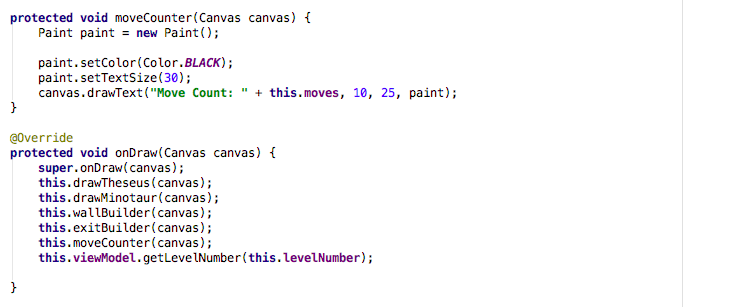 protected void moveCounter(Canvas canvas) {
    Paint paint = new Paint();

    paint.setColor(Color.BLACK);
    paint.setTextSize(30);
    canvas.drawText("Move Count: " + this.moves, 10, 25, paint);
}

@Override
protected void onDraw(Canvas canvas) {
    super.onDraw(canvas);
    this.drawTheseus(canvas);
    this.drawMinotaur(canvas);
    this.wallBuilder(canvas);
    this.exitBuilder(canvas);
    this.moveCounter(canvas);
    this.viewModel.getLevelNumber(this.levelNumber);

}